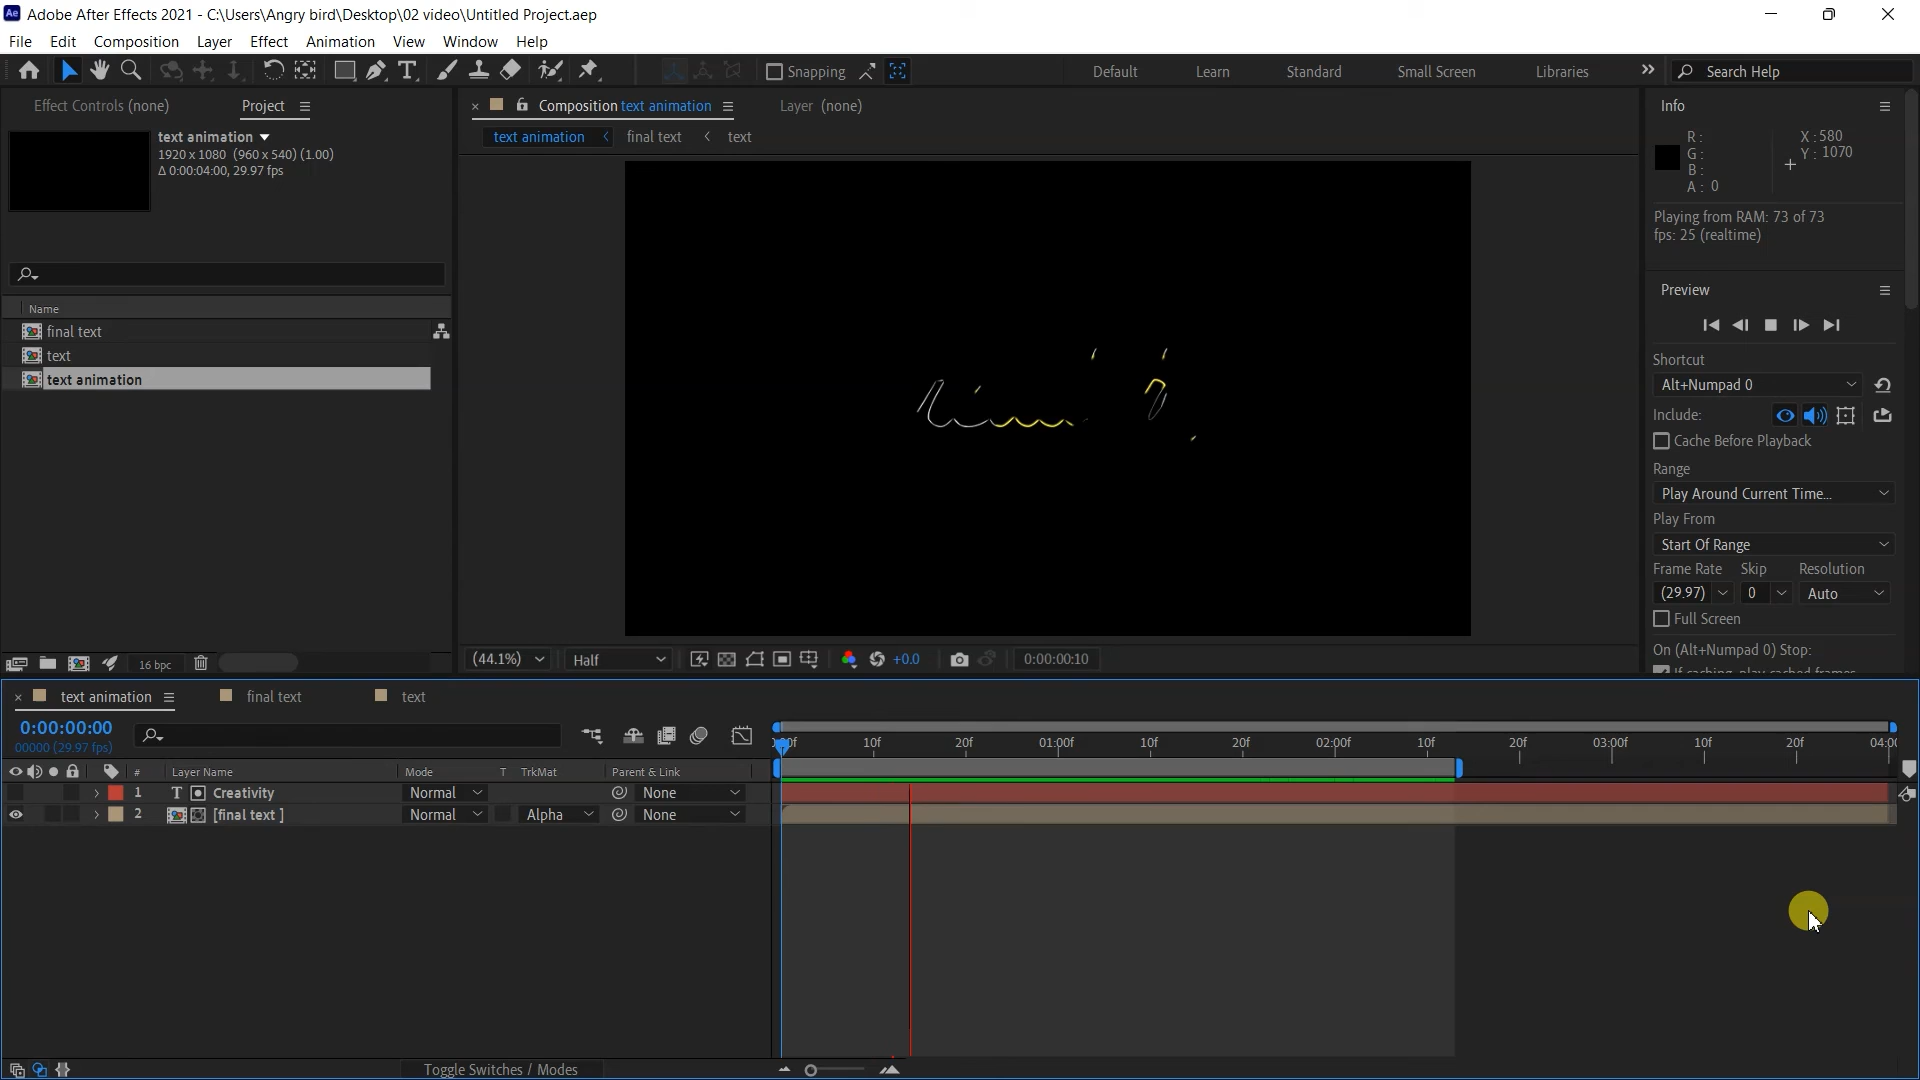 Adobe After Effects 2021 - C:\Users\Angry bird\Desktop\02 video\Untitled Project.aep
File Edit Composition Layer Effect Animation View Window Help
Snapping Default Learn Standard Small Screen Libraries Search Help
Effect Controls (none) Project Composition text animation Layer (none) Info
text animation
1920 x 1080 (960 x 540) (1.00)
Δ 0:00:04:00, 29.97 fps
text animation final text text
R:
G:
B:
A: 0
X : 580
Y : 1070
Playing from RAM: 73 of 73
fps: 25 (realtime)
Name
final text
text
text animation
Preview
Shortcut
Alt+Numpad 0
Include:
Cache Before Playback
Range
Play Around Current Time...
Play From
Start Of Range
Frame Rate Skip Resolution
(29.97) 0 Auto
Full Screen
On (Alt+Numpad 0) Stop:
If caching, play cached frames
16 bpc (44.1%) Half +0.0 0:00:00:10
text animation final text text
0:00:00:00
00000 (29.97 fps)
10f 20f 01:00f 10f 20f 02:00f 10f 20f 03:00f 10f 20f
# Layer Name Mode T TrkMat Parent & Link
1 T Creativity Normal None
2 [final text ] Normal Alpha None
Toggle Switches / Modes